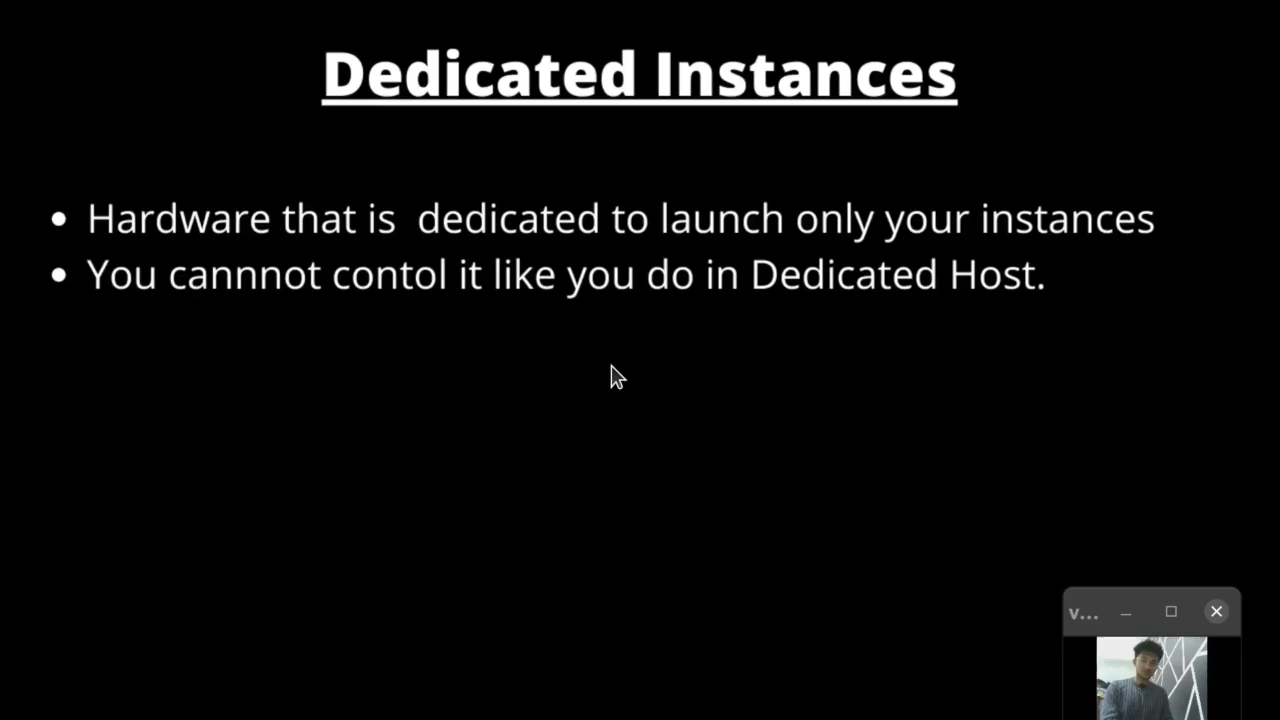 Dedicated Instances
• Hardware that is dedicated to launch only your instances
• You cannnot contol it like you do in Dedicated Host.
v...